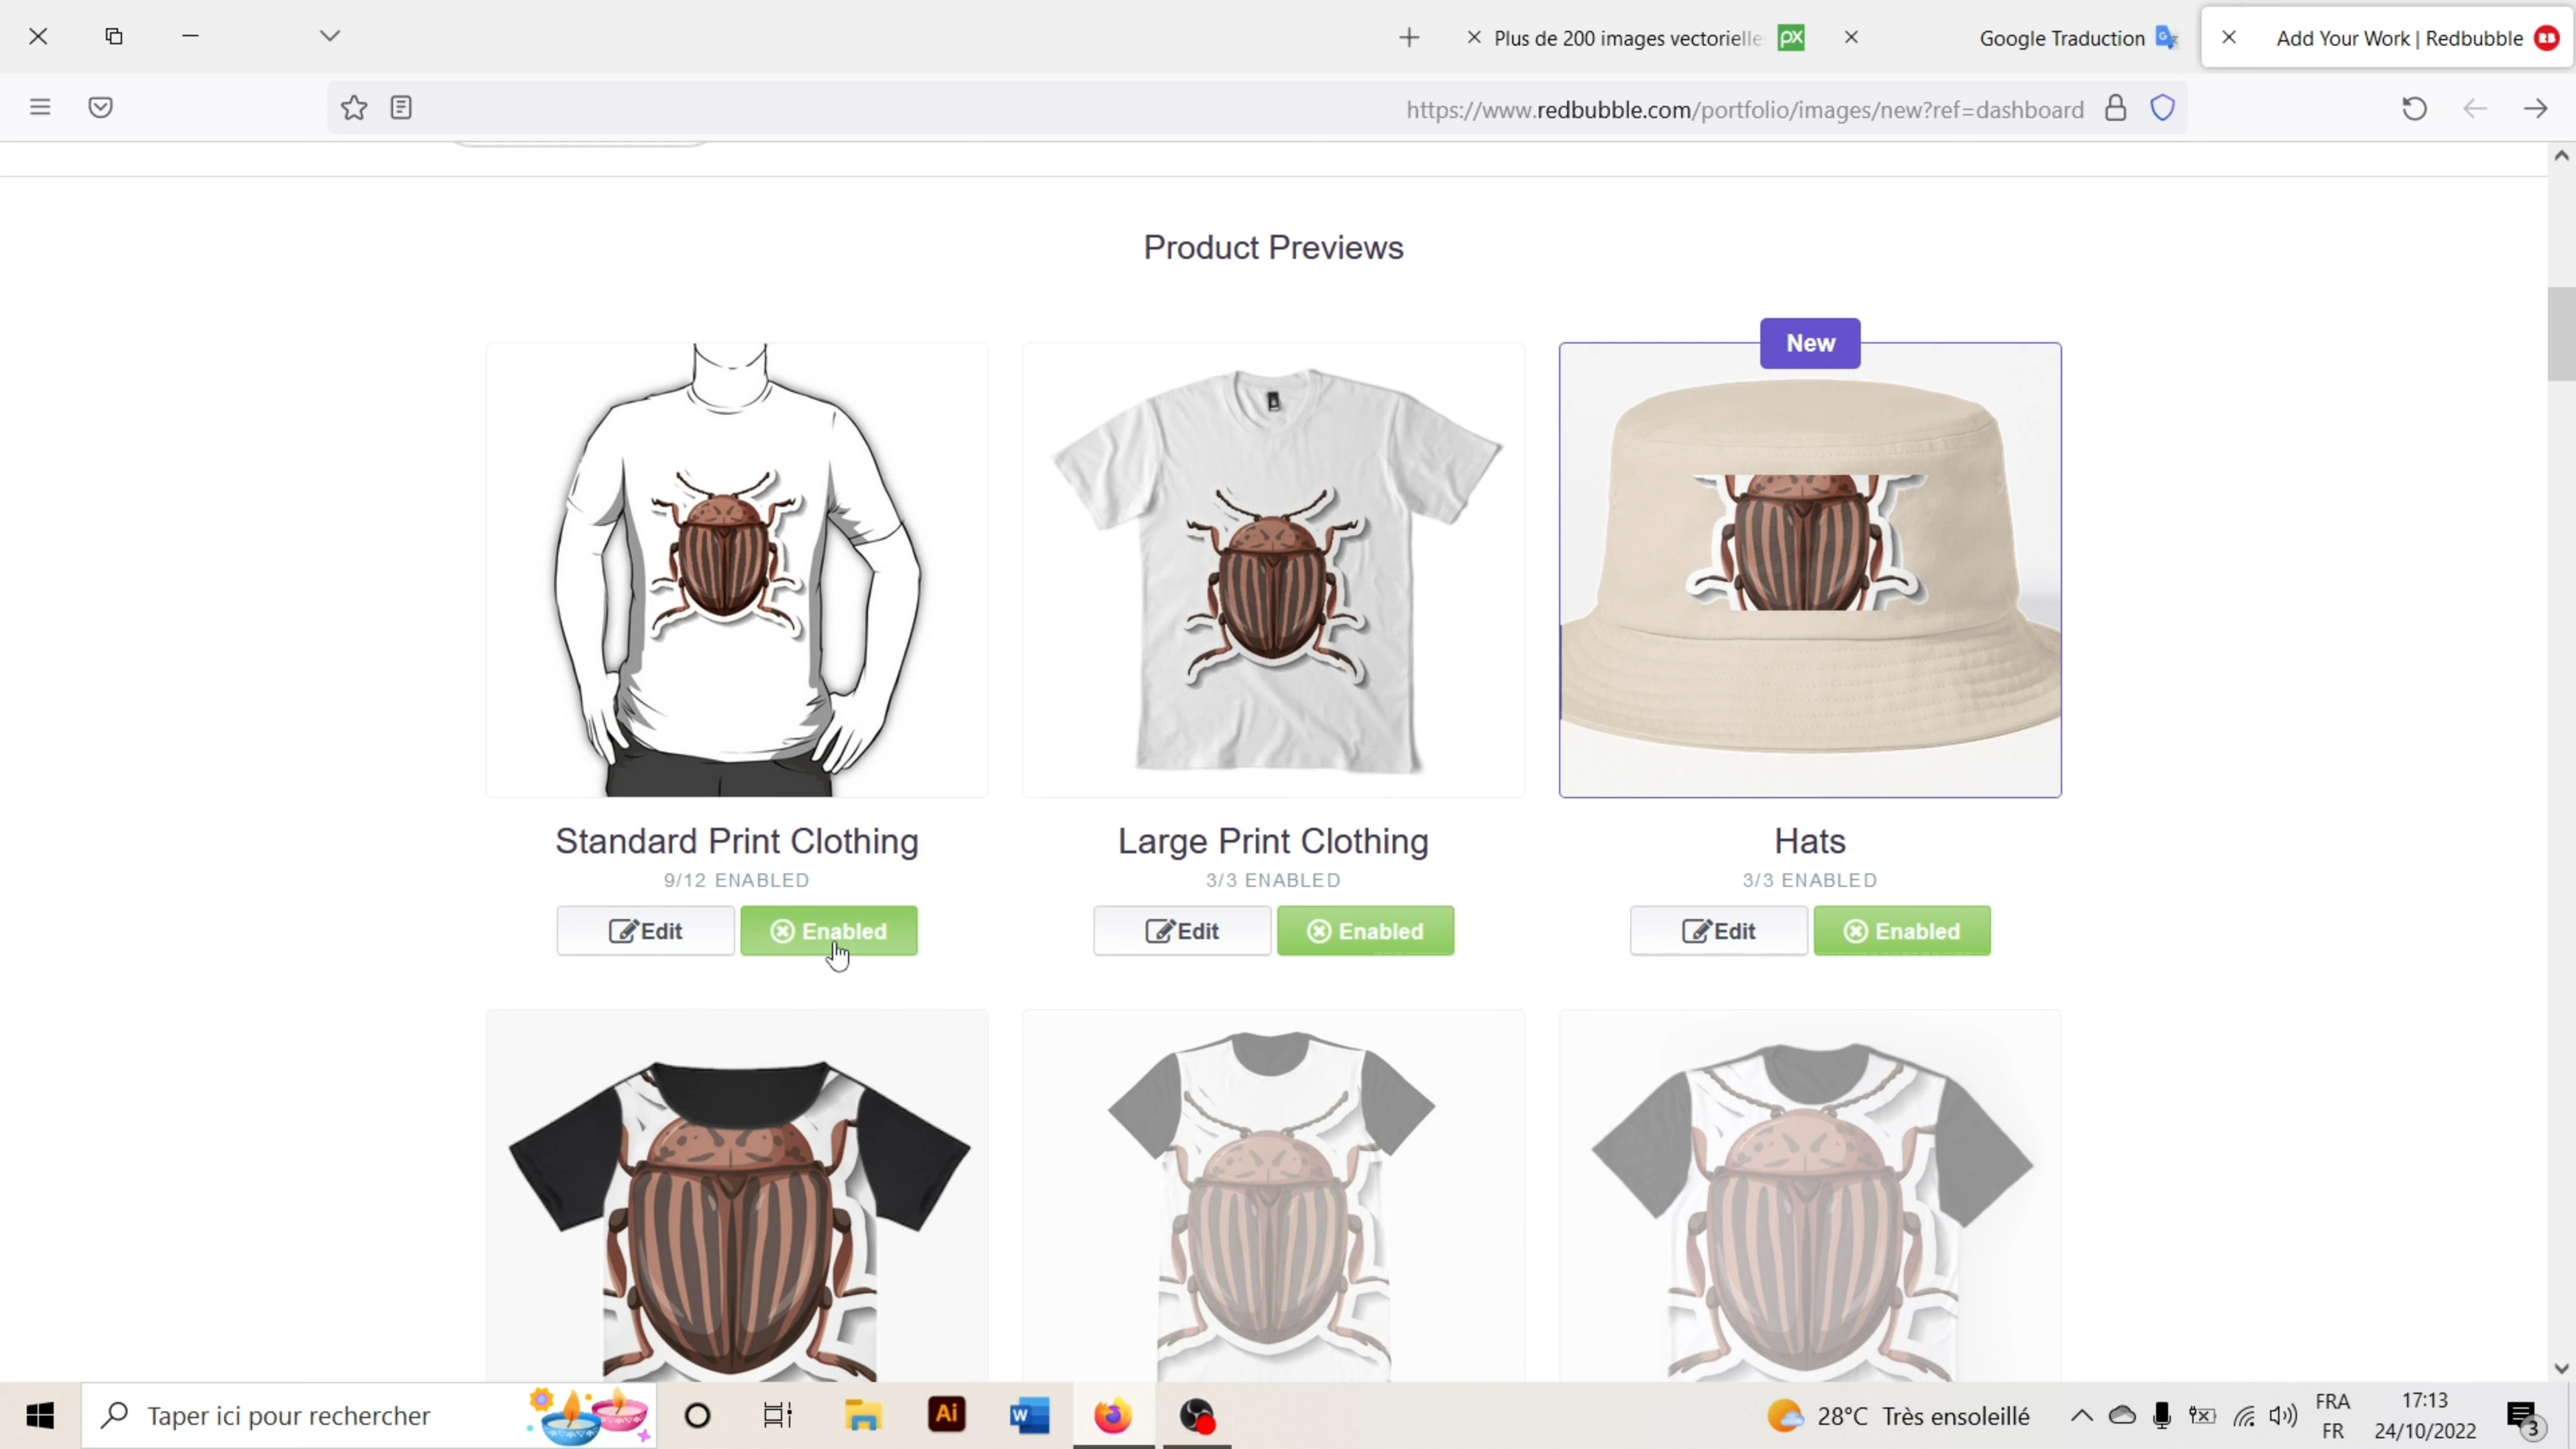 Plus de 200 images vectorielle
Google Traduction
Add Your Work | Redbubble
https://www.redbubble.com/portfolio/images/new?ref=dashboard
Product Previews
New
Standard Print Clothing
9/12 ENABLED
Edit
Enabled
Large Print Clothing
3/3 ENABLED
Edit
Enabled
Hats
3/3 ENABLED
Edit
Enabled
Taper ici pour rechercher
28°C Très ensoleillé
FRA
FR
17:13
24/10/2022
3